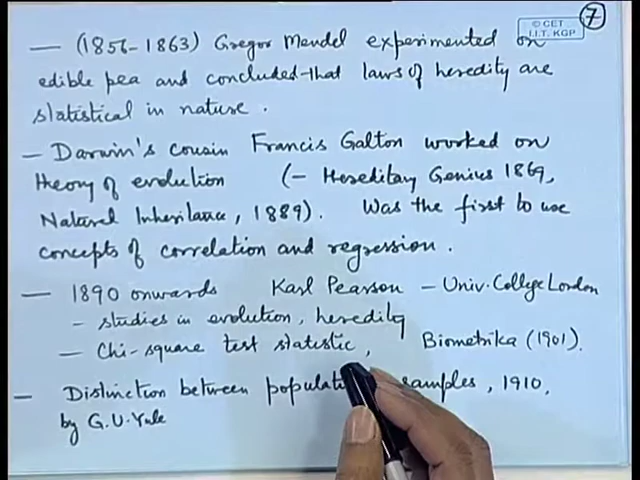 © CET
I.I.T. KGP
7
— (1856-1863) Gregor Mendel experimented on
edible pea and concluded that laws of heredity are
statistical in nature.
— Darwin's cousin Francis Galton worked on
theory of evolution (— Hereditary Genius 1869,
Natural Inheritance, 1889). Was the first to use
concepts of correlation and regression.
— 1890 onwards Karl Pearson — Univ. College London
— studies in evolution, heredity
— Chi-square test statistic, Biometrika (1901).
— Distinction between populati samples, 1910,
by G. U. Yule